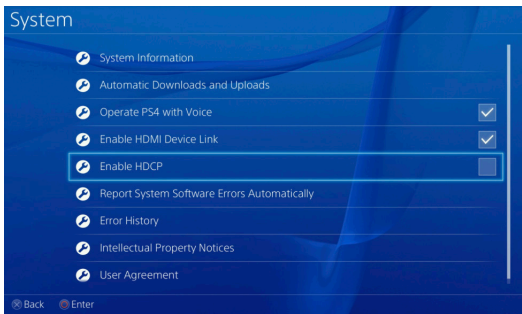 System
System Information
Automatic Downloads and Uploads
Operate PS4 with Voice
Enable HDMI Device Link
Enable HDCP
Report System Software Errors Automatically
Error History
Intellectual Property Notices
User Agreement
Back Enter